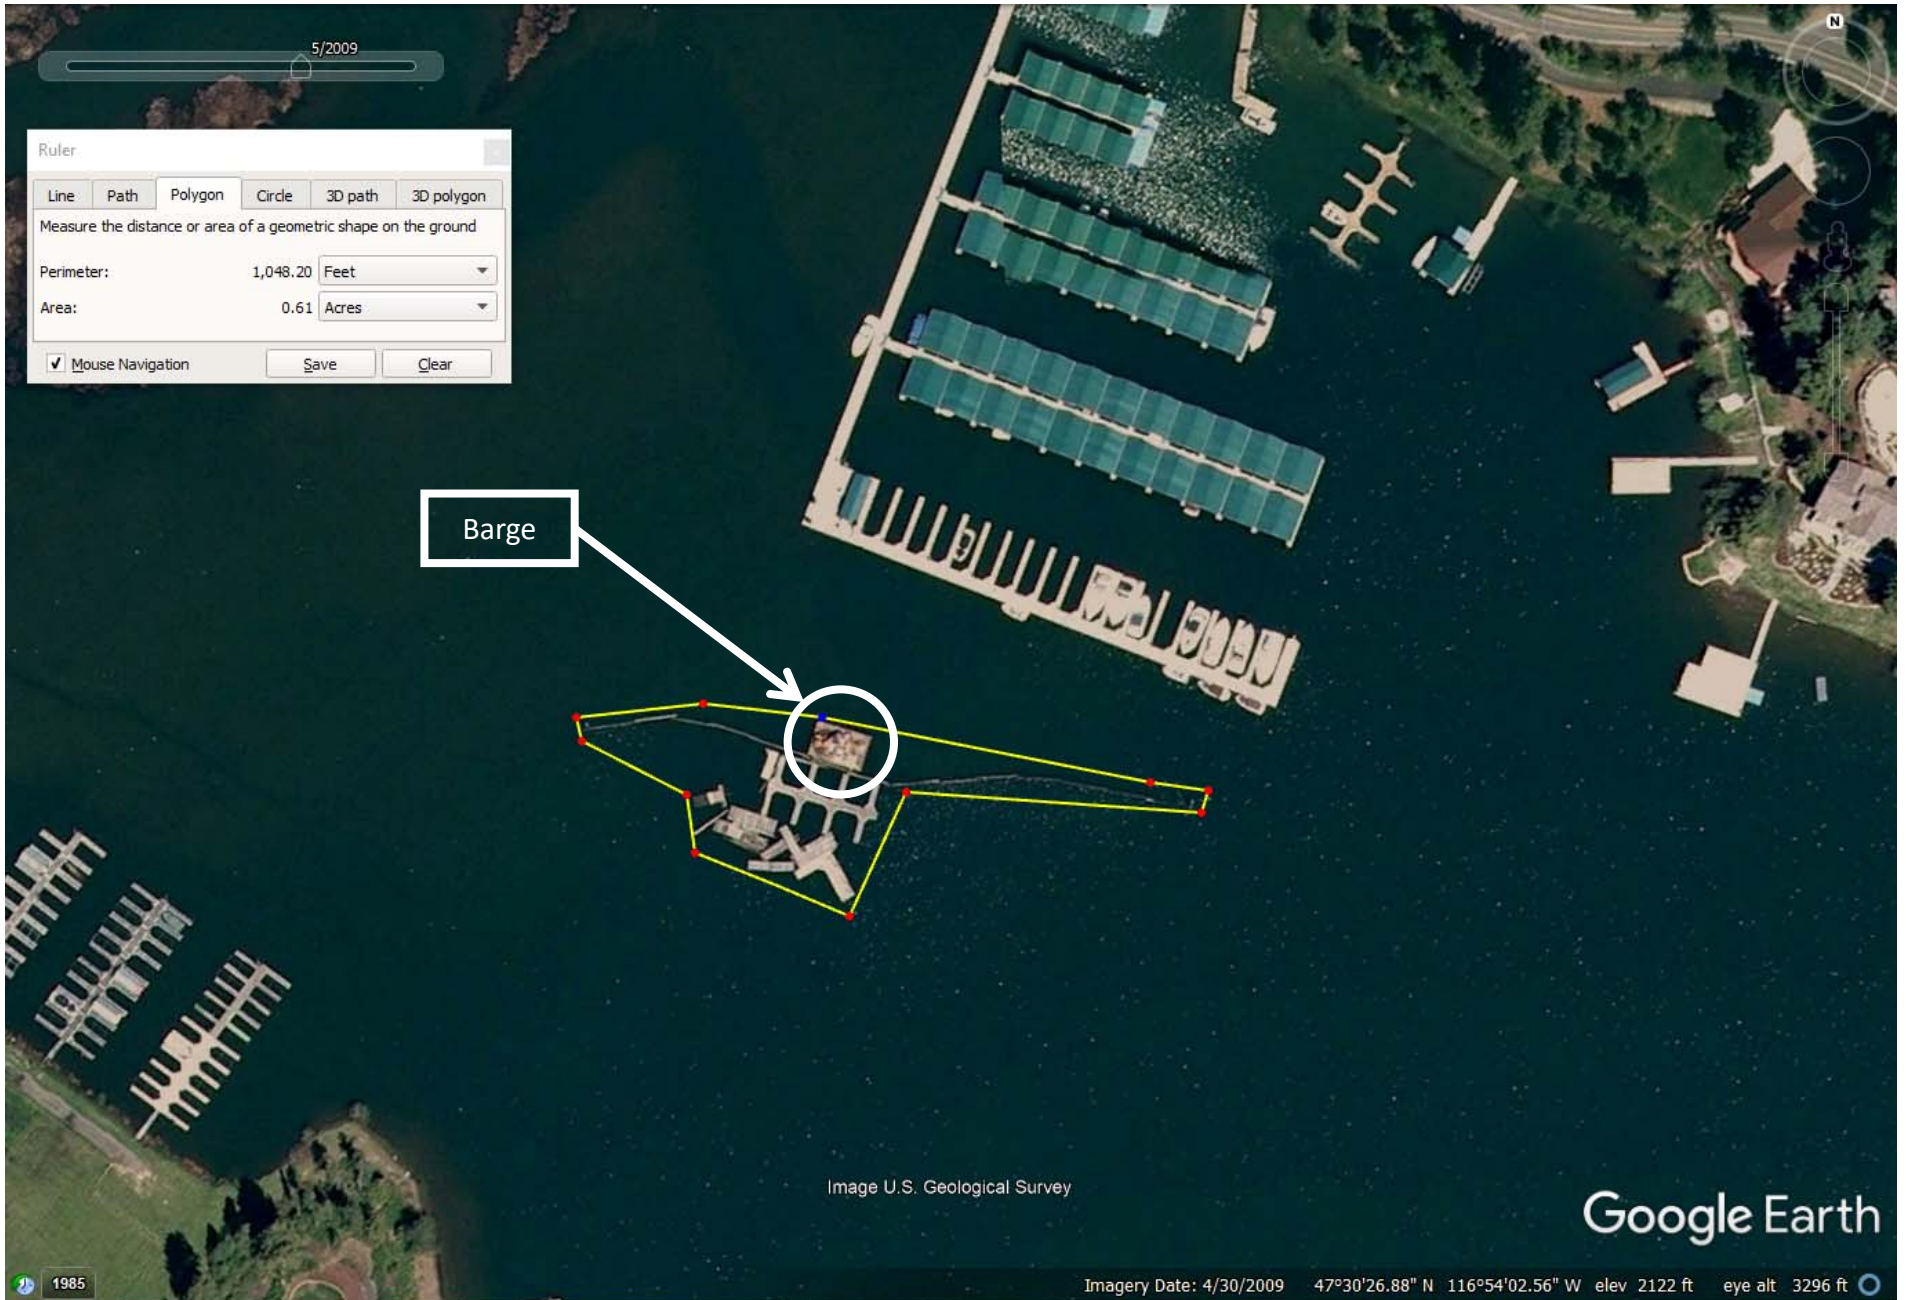 5/2009
N
Ruler
Line Path Polygon Circle 3D path 3D polygon
Measure the distance or area of a geometric shape on the ground
Perimeter: 1,048.20 Feet
Area: 0.61 Acres
Mouse Navigation Save Clear
Barge
Image U.S. Geological Survey
Google Earth
1985
Imagery Date: 4/30/2009 47°30'26.88" N 116°54'02.56" W elev 2122 ft eye alt 3296 ft